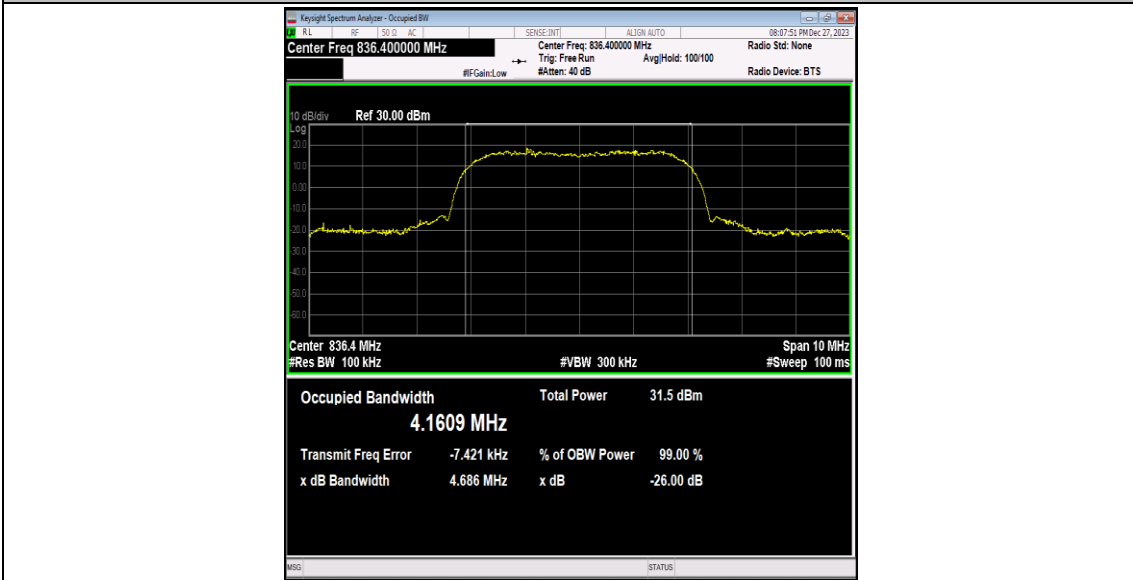 Keysight Spectrum Analyzer - Occupied BW
LXI RL RF 50 Ω AC SENSE:INT ALIGN AUTO 08:07:51 PM Dec 27, 2023
Center Freq 836.400000 MHz Center Freq: 836.400000 MHz Radio Std: None
Trig: Free Run Avg|Hold: 100/100
#IFGain:Low #Atten: 40 dB Radio Device: BTS
10 dB/div Ref 30.00 dBm
Log
20.0
10.0
0.00
-10.0
-20.0
-30.0
-40.0
-50.0
-60.0
Center 836.4 MHz Span 10 MHz
#Res BW 100 kHz #VBW 300 kHz #Sweep 100 ms
Occupied Bandwidth Total Power 31.5 dBm
4.1609 MHz
Transmit Freq Error -7.421 kHz % of OBW Power 99.00 %
x dB Bandwidth 4.686 MHz x dB -26.00 dB
MSG STATUS